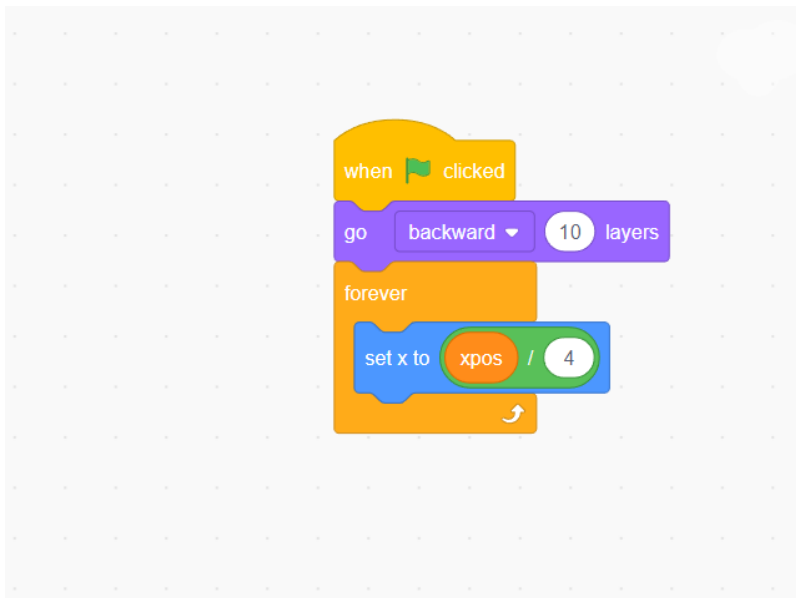 when clicked
go backward 10 layers
forever
set x to xpos / 4